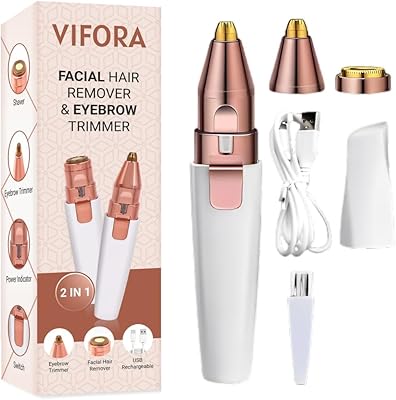 VIFORA
FACIAL HAIR
REMOVER
& EYEBROW
TRIMMER
Shaver
Eyebrow Trimmer
Power Indicator
Switch
2 IN 1
Eyebrow
Trimmer
Facial Hair
Remover
USB
Rechargeable